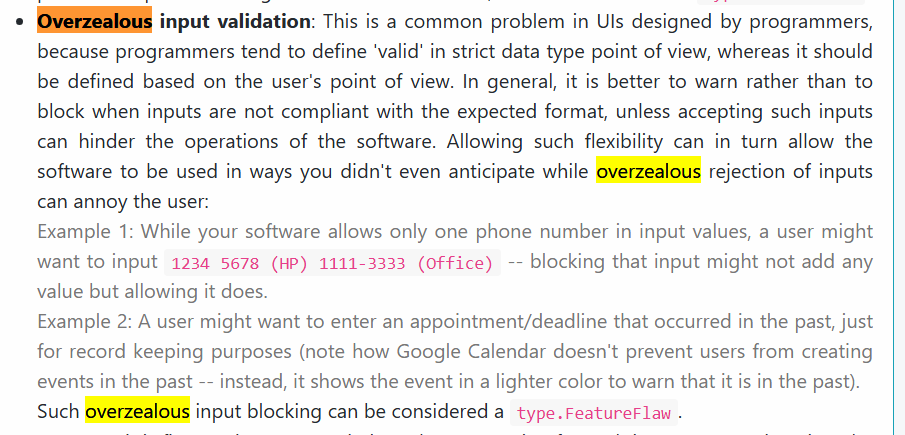 • Overzealous input validation: This is a common problem in UIs designed by programmers,
because programmers tend to define 'valid' in strict data type point of view, whereas it should
be defined based on the user's point of view. In general, it is better to warn rather than to
block when inputs are not compliant with the expected format, unless accepting such inputs
can hinder the operations of the software. Allowing such flexibility can in turn allow the
software to be used in ways you didn't even anticipate while overzealous rejection of inputs
can annoy the user:
Example 1: While your software allows only one phone number in input values, a user might
want to input 1234 5678 (HP) 1111-3333 (Office) -- blocking that input might not add any
value but allowing it does.
Example 2: A user might want to enter an appointment/deadline that occurred in the past, just
for record keeping purposes (note how Google Calendar doesn't prevent users from creating
events in the past -- instead, it shows the event in a lighter color to warn that it is in the past).
Such overzealous input blocking can be considered a type.FeatureFlaw.